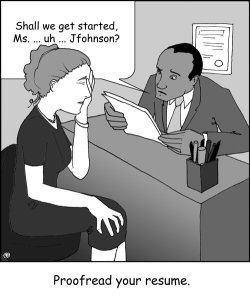 Shall we get started,
Ms. ... uh ... Jfohnson?
Proofread your resume.